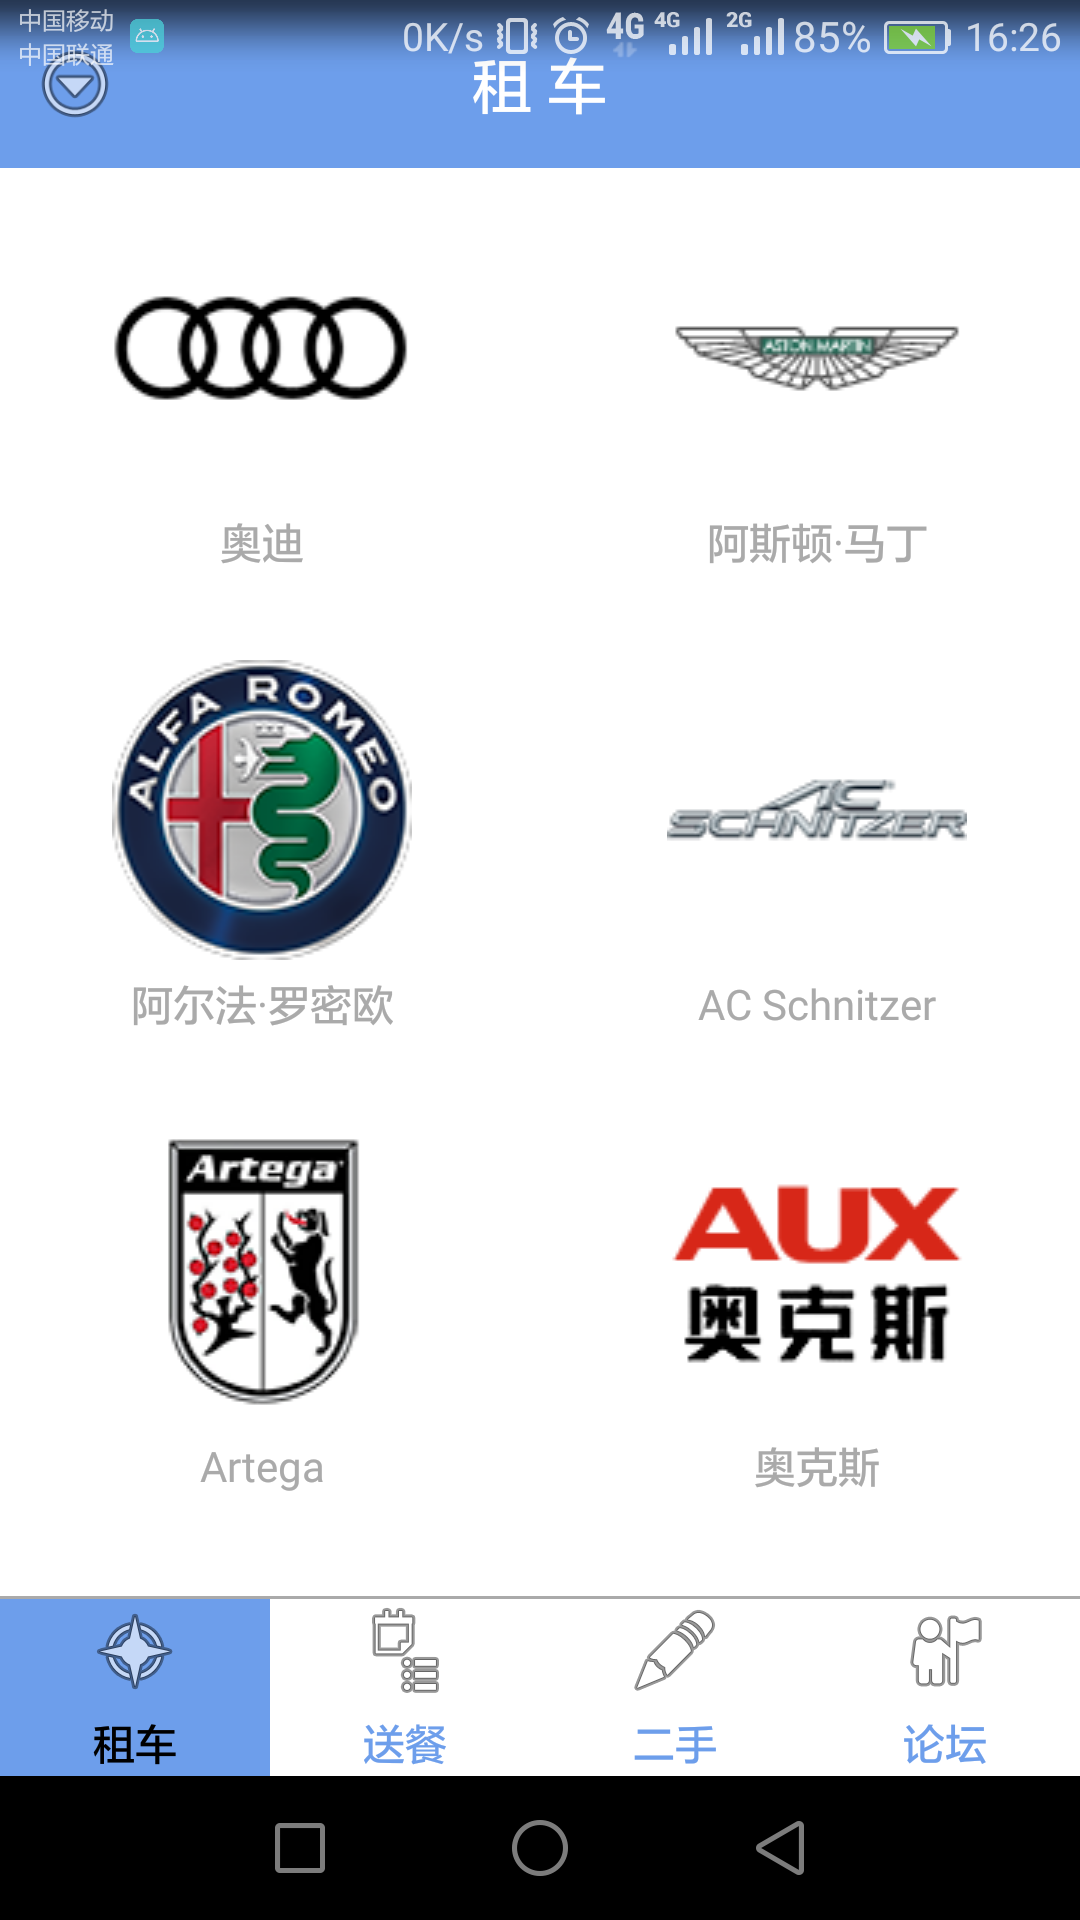 中国移动
中国联通
0K/s 4G 4G 2G 85% 16:26
租 车
ASTON MARTIN
奥迪 阿斯顿·马丁
ALFA ROMEO
AC
SCHNITZER
阿尔法·罗密欧 AC Schnitzer
Artega
AUX
奥克斯
Artega 奥克斯
租车 送餐 二手 论坛